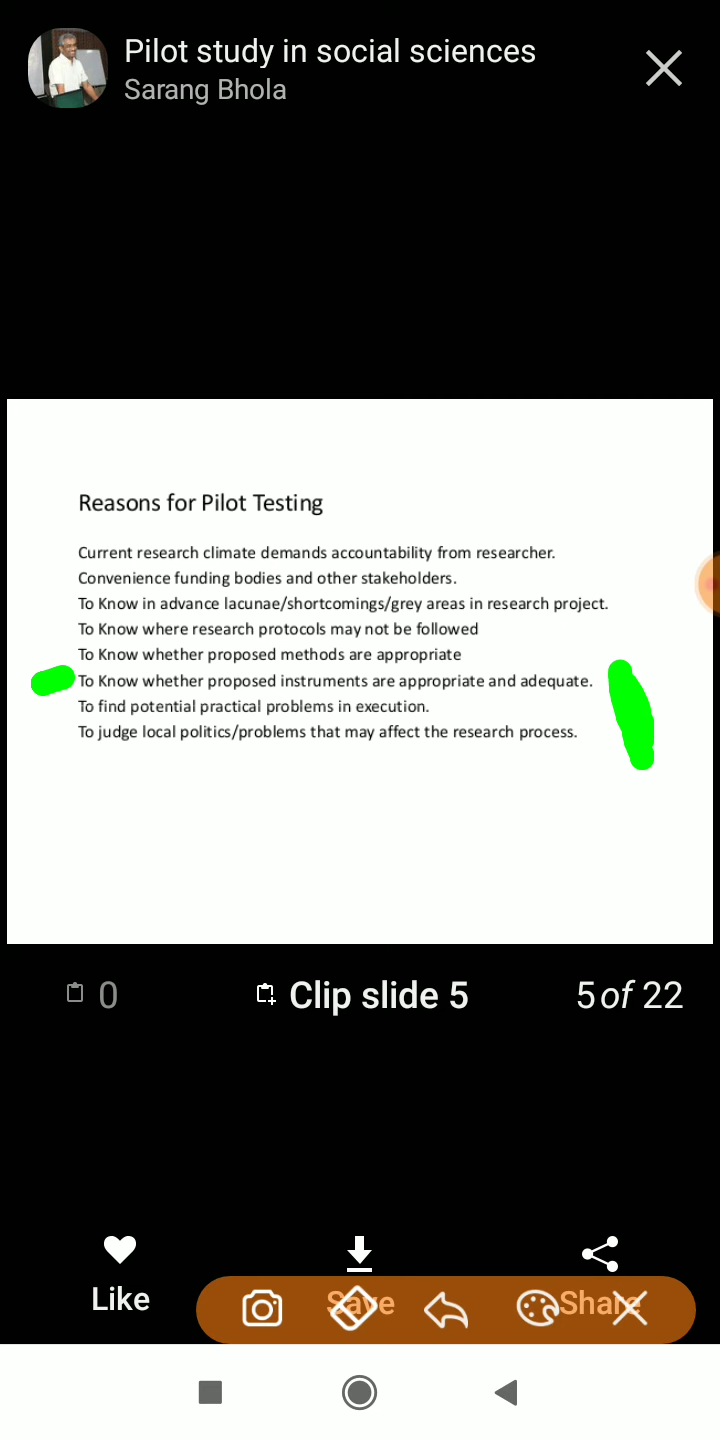 Pilot study in social sciences
Sarang Bhola
Reasons for Pilot Testing
Current research climate demands accountability from researcher.
Convenience funding bodies and other stakeholders.
To Know in advance lacunae/shortcomings/grey areas in research project.
To Know where research protocols may not be followed
To Know whether proposed methods are appropriate
To Know whether proposed instruments are appropriate and adequate.
To find potential practical problems in execution.
To judge local politics/problems that may affect the research process.
0 Clip slide 5 5 of 22
Like Save Share